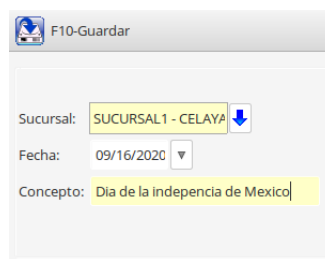 F10-Guardar
Sucursal: SUCURSAL1 - CELAYA
Fecha: 09/16/2020
Concepto: Dia de la indepencia de Mexico